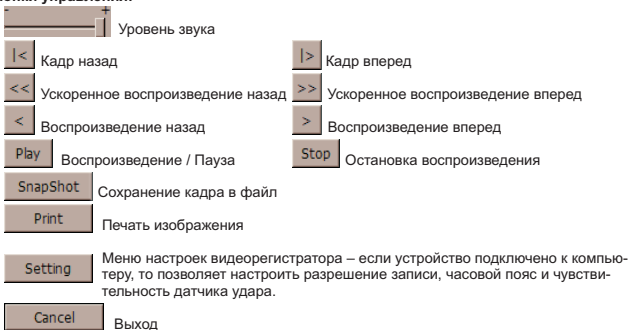 - +
Уровень звука
|< Кадр назад |> Кадр вперед
<< Ускоренное воспроизведение назад >> Ускоренное воспроизведение вперед
< Воспроизведение назад > Воспроизведение вперед
Play Воспроизведение / Пауза Stop Остановка воспроизведения
SnapShot Сохранение кадра в файл
Print Печать изображения
Setting Меню настроек видеорегистратора – если устройство подключено к компью-
теру, то позволяет настроить разрешение записи, часовой пояс и чувстви-
тельность датчика удара.
Cancel Выход